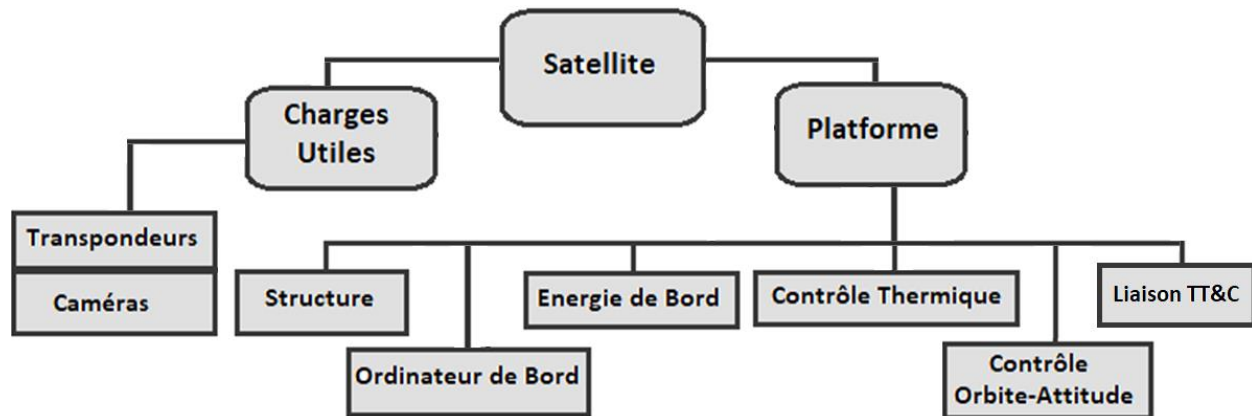 Satellite
Charges
Utiles
Platforme
Transpondeurs
Caméras
Structure
Energie de Bord
Contrôle Thermique
Liaison TT&C
Ordinateur de Bord
Contrôle
Orbite-Attitude